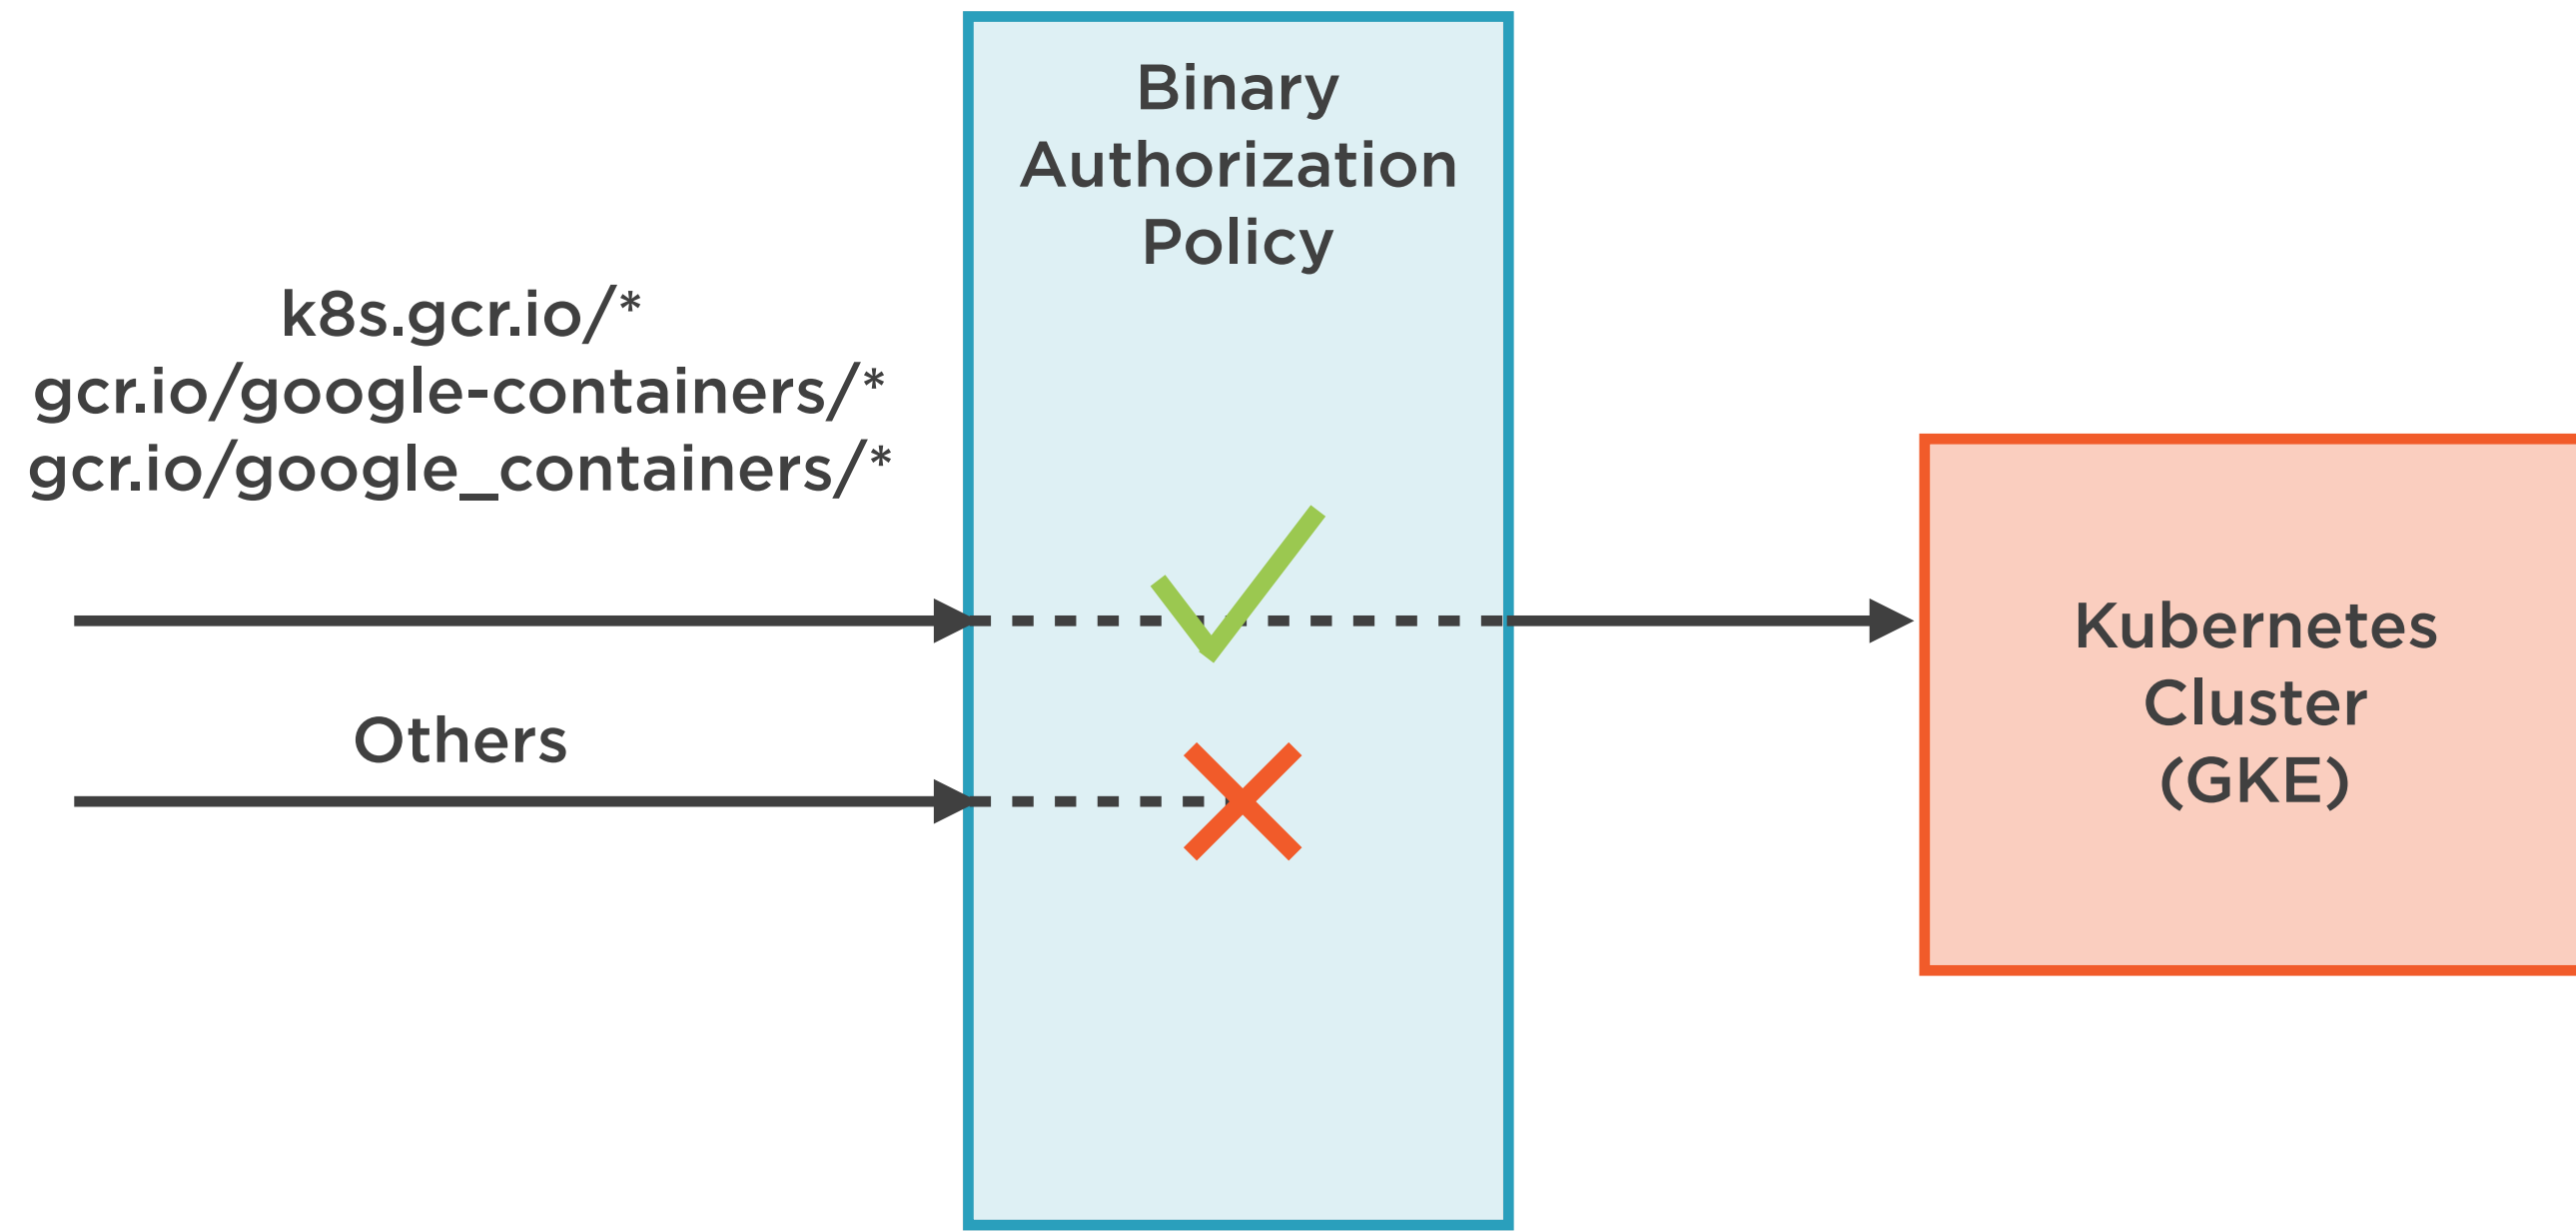 Binary
Authorization
Policy
k8s.gcr.io/*
gcr.io/google-containers/*
gcr.io/google_containers/*
Others
Kubernetes
Cluster
(GKE)